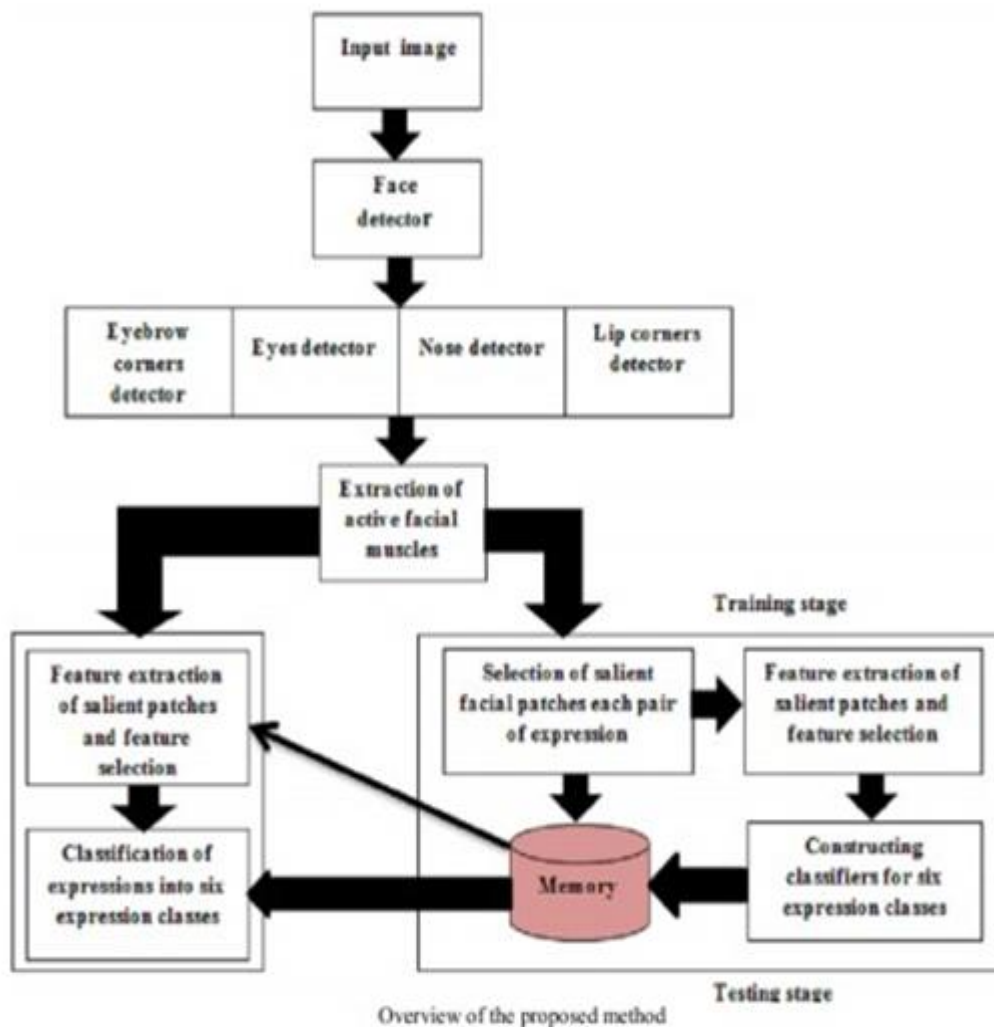 Input image
Face
detector
Eyebrow
corners
detector
Eyes detector
Nose detector
Lip corners
detector
Extraction of
active facial
muscles
Training stage
Feature extraction
of salient patches
and feature
selection
Selection of salient
facial patches each pair
of expression
Feature extraction of
salient patches and
feature selection
Classification of
expressions into six
expression classes
Memory
Constructing
classifiers for six
expression classes
Testing stage
Overview of the proposed method